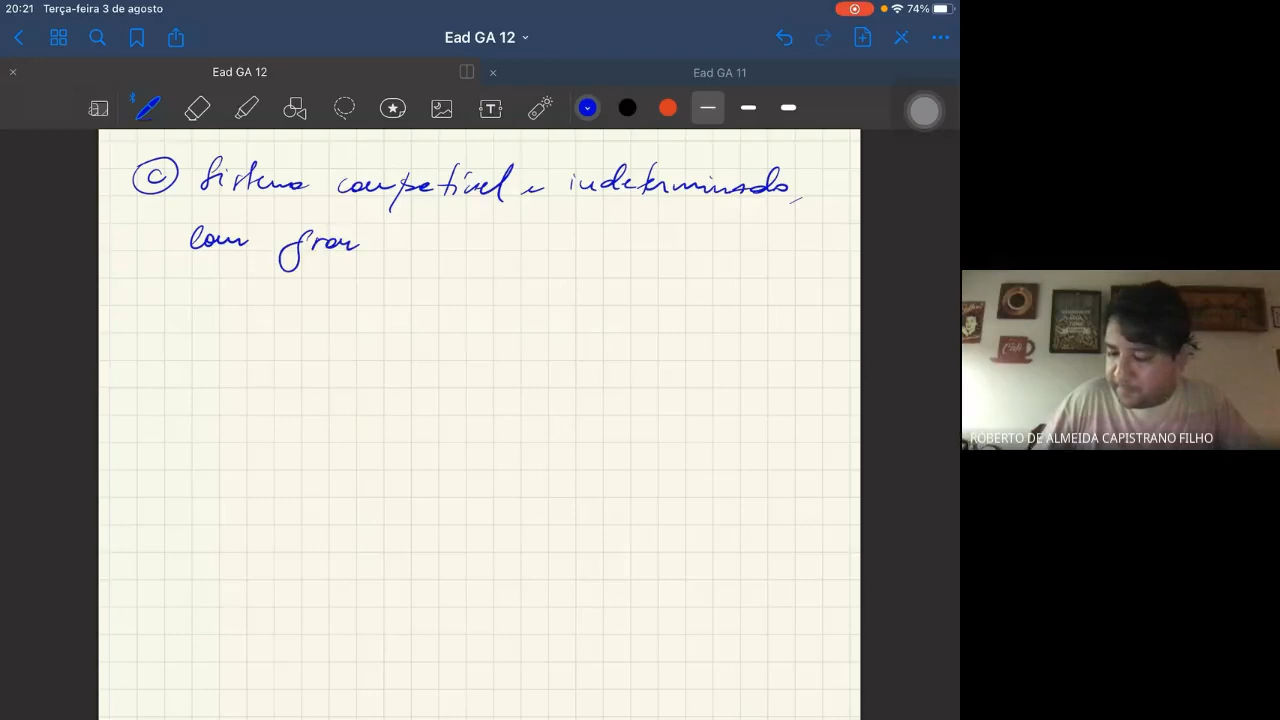 20:21 Terça-feira 3 de agosto 74%
Ead GA 12
Ead GA 12
Ead GA 11
T
C Sistema compatível e indeterminado,
com grau
Café
ROBERTO DE ALMEIDA CAPISTRANO FILHO